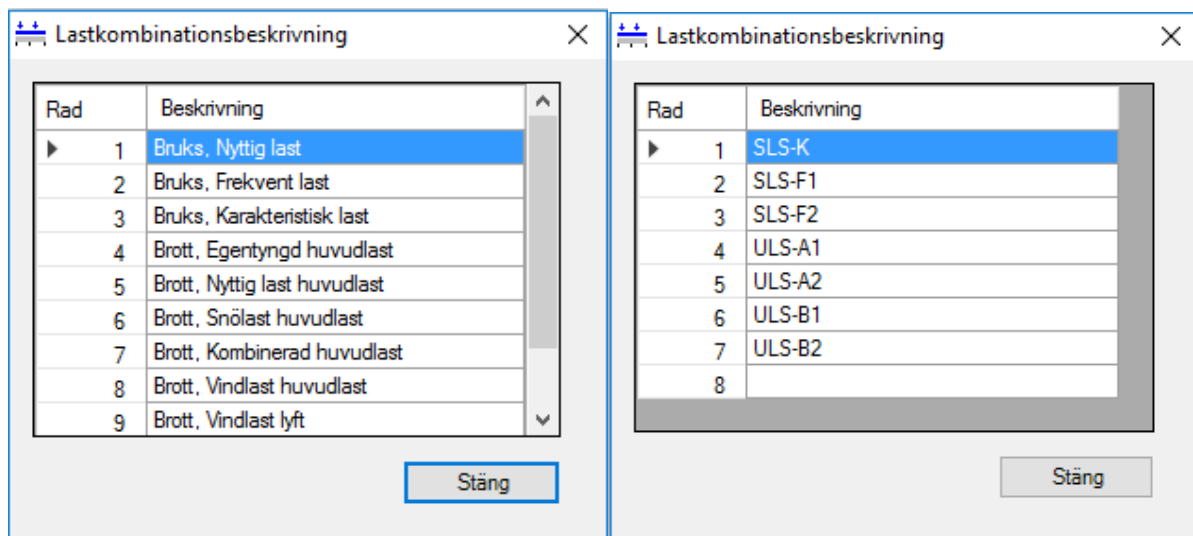 Lastkombinationsbeskrivning
Rad Beskrivning
1 Bruks, Nyttig last
2 Bruks, Frekvent last
3 Bruks, Karakteristisk last
4 Brott, Egentyngd huvudlast
5 Brott, Nyttig last huvudlast
6 Brott, Snölast huvudlast
7 Brott, Kombinerad huvudlast
8 Brott, Vindlast huvudlast
9 Brott, Vindlast lyft
Stäng
Lastkombinationsbeskrivning
Rad Beskrivning
1 SLS-K
2 SLS-F1
3 SLS-F2
4 ULS-A1
5 ULS-A2
6 ULS-B1
7 ULS-B2
8
Stäng